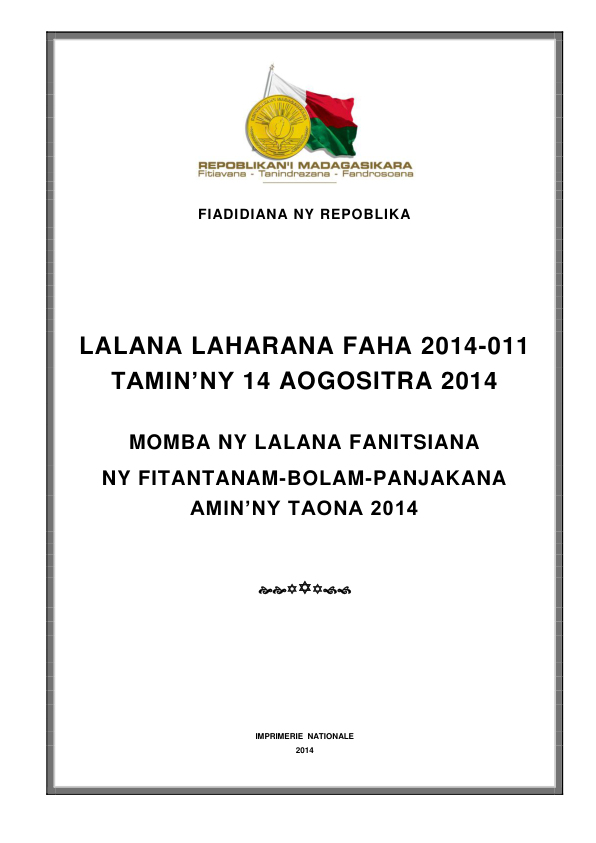 REPOBLIKAN'I MADAGASIKARA
Fitiavana - Tanindrazana - Fandrosoana
FIADIDIANA NY REPOBLIKA
LALANA LAHARANA FAHA 2014-011
TAMIN’NY 14 AOGOSITRA 2014
MOMBA NY LALANA FANITSIANA
NY FITANTANAM-BOLAM-PANJAKANA
AMIN’NY TAONA 2014
IMPRIMERIE NATIONALE
2014